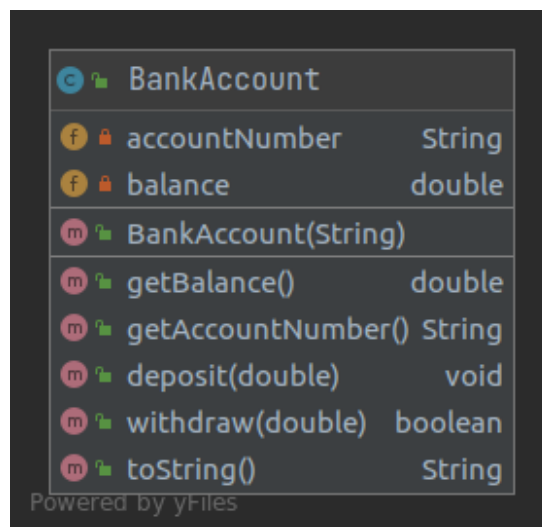 BankAccount
accountNumber String
balance double
BankAccount(String)
getBalance() double
getAccountNumber() String
deposit(double) void
withdraw(double) boolean
toString() String
Powered by yFiles